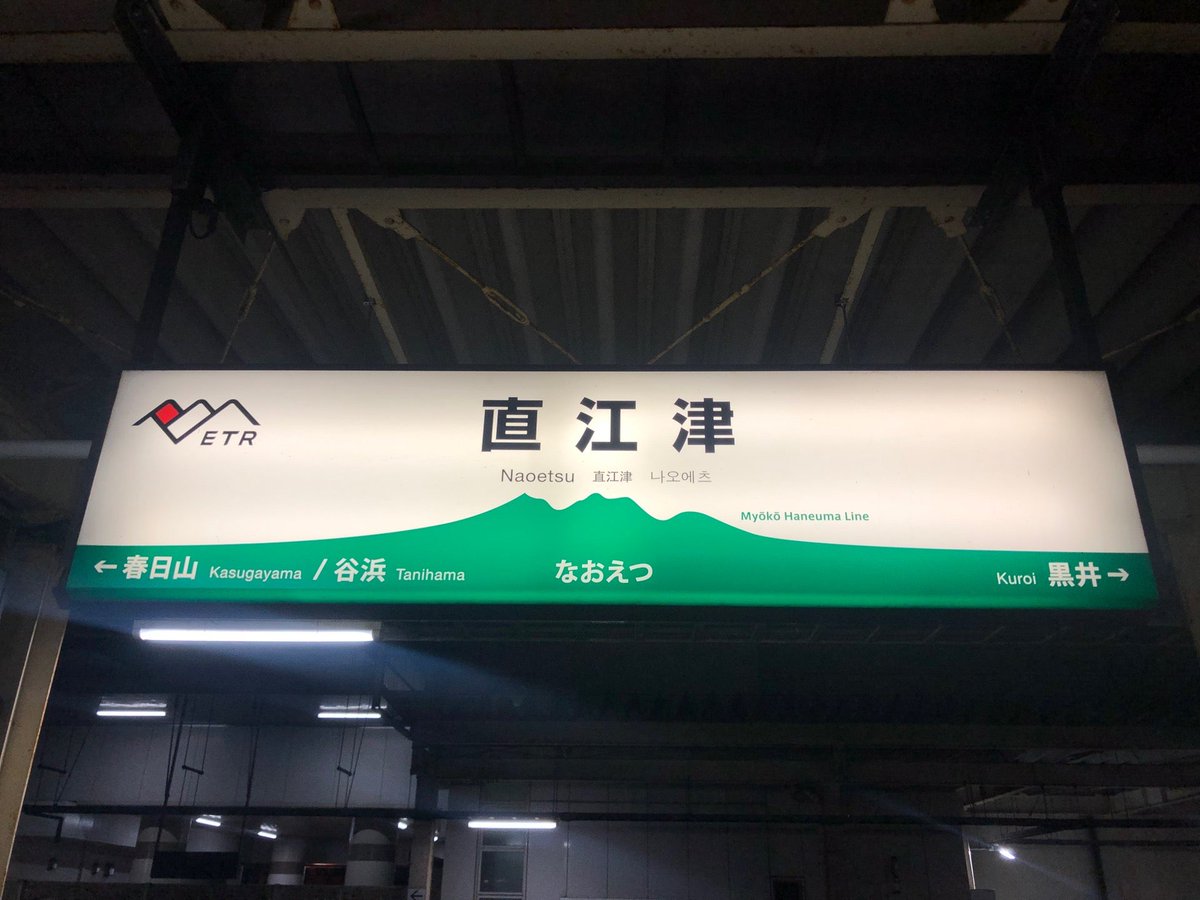 ETR
直江津
Naoetsu 直江津 나오에츠
Myōkō Haneuma Line
←春日山 Kasugayama / 谷浜 Tanihama なおえつ Kuroi 黒井→